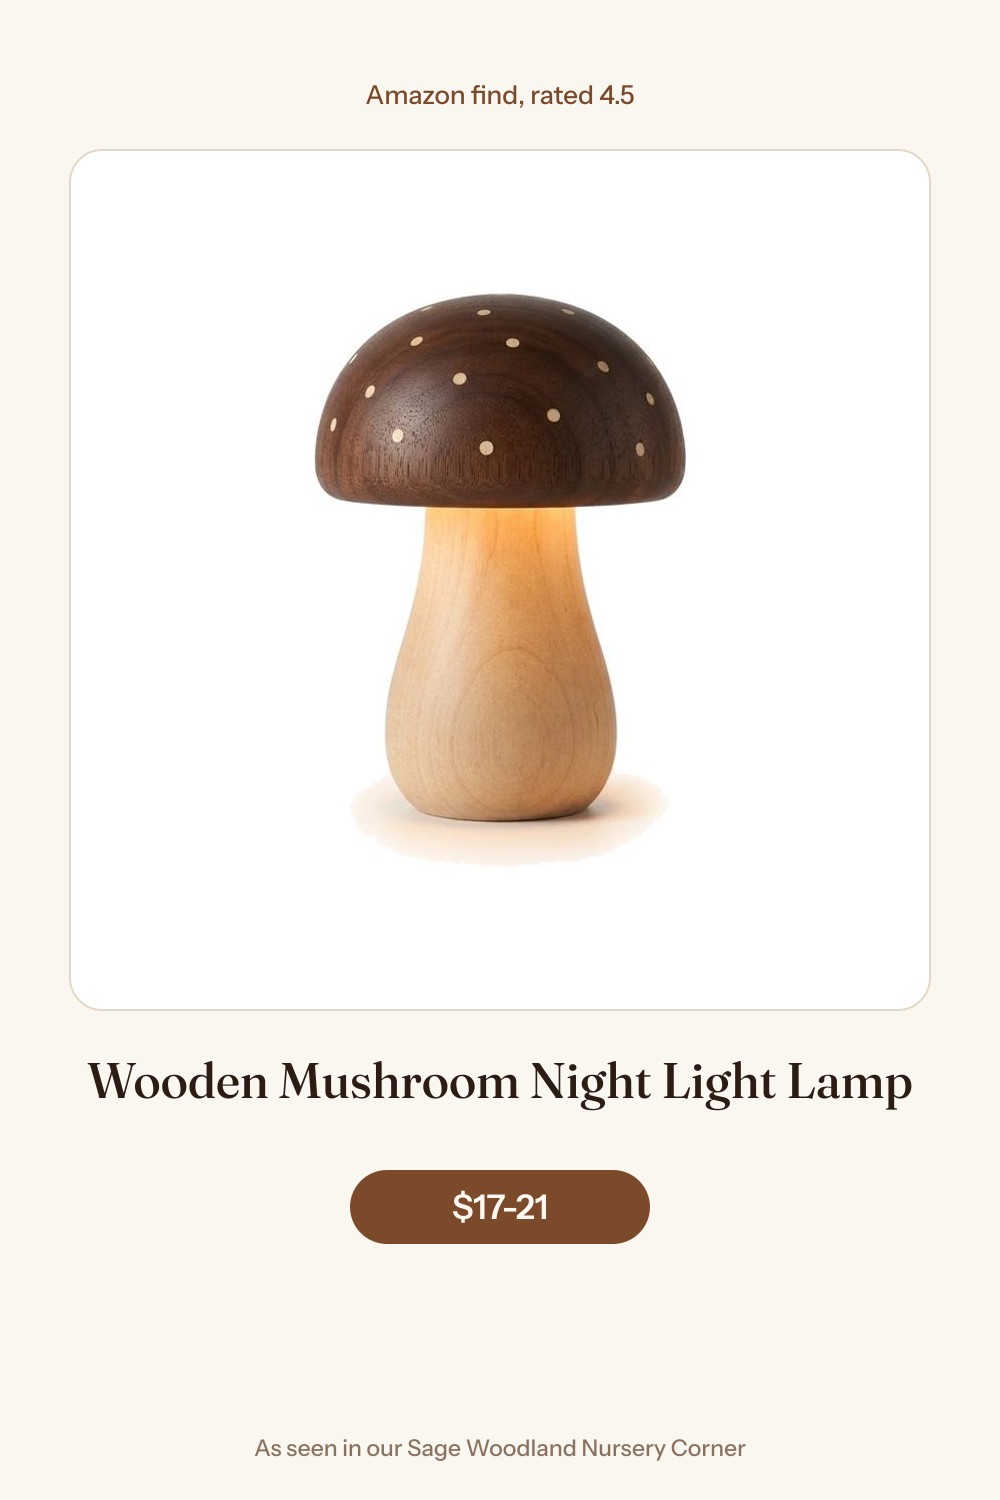 Amazon find, rated 4.5
Wooden Mushroom Night Light Lamp
$17-21
As seen in our Sage Woodland Nursery Corner